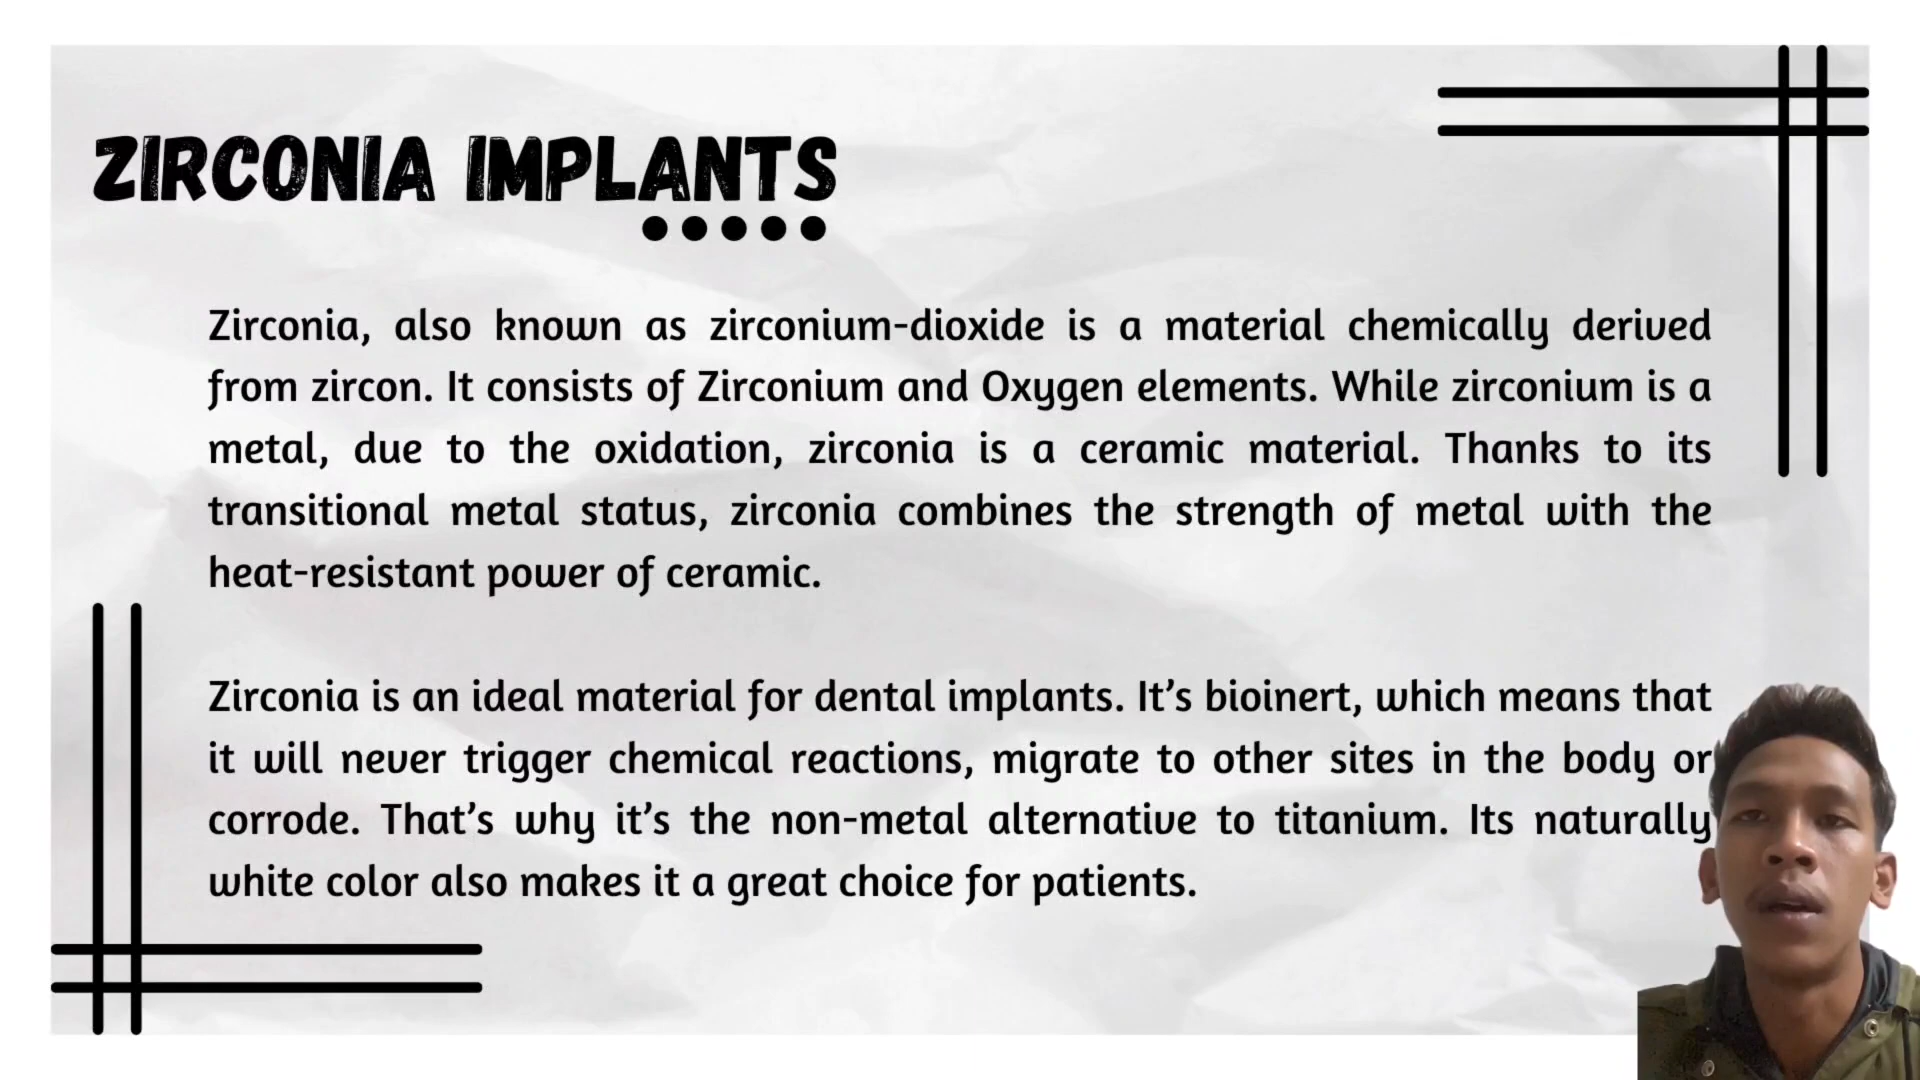 ZIRCONIA IMPLANTS
Zirconia, also known as zirconium-dioxide is a material chemically derived
from zircon. It consists of Zirconium and Oxygen elements. While zirconium is a
metal, due to the oxidation, zirconia is a ceramic material. Thanks to its
transitional metal status, zirconia combines the strength of metal with the
heat-resistant power of ceramic.
Zirconia is an ideal material for dental implants. It’s bioinert, which means that
it will never trigger chemical reactions, migrate to other sites in the body or
corrode. That’s why it’s the non-metal alternative to titanium. Its naturally
white color also makes it a great choice for patients.